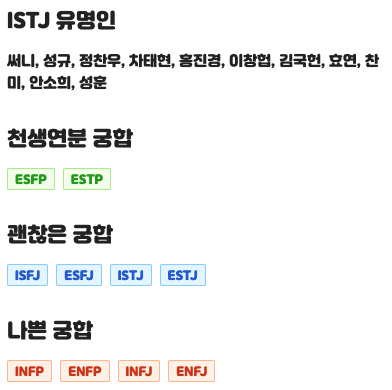 ISTJ 유명인
써니, 성규, 정찬우, 차태현, 홍진경, 이창협, 김국헌, 효연, 찬
미, 안소희, 성훈
천생연분 궁합
ESFP ESTP
괜찮은 궁합
ISFJ ESFJ ISTJ ESTJ
나쁜 궁합
INFP ENFP INFJ ENFJ